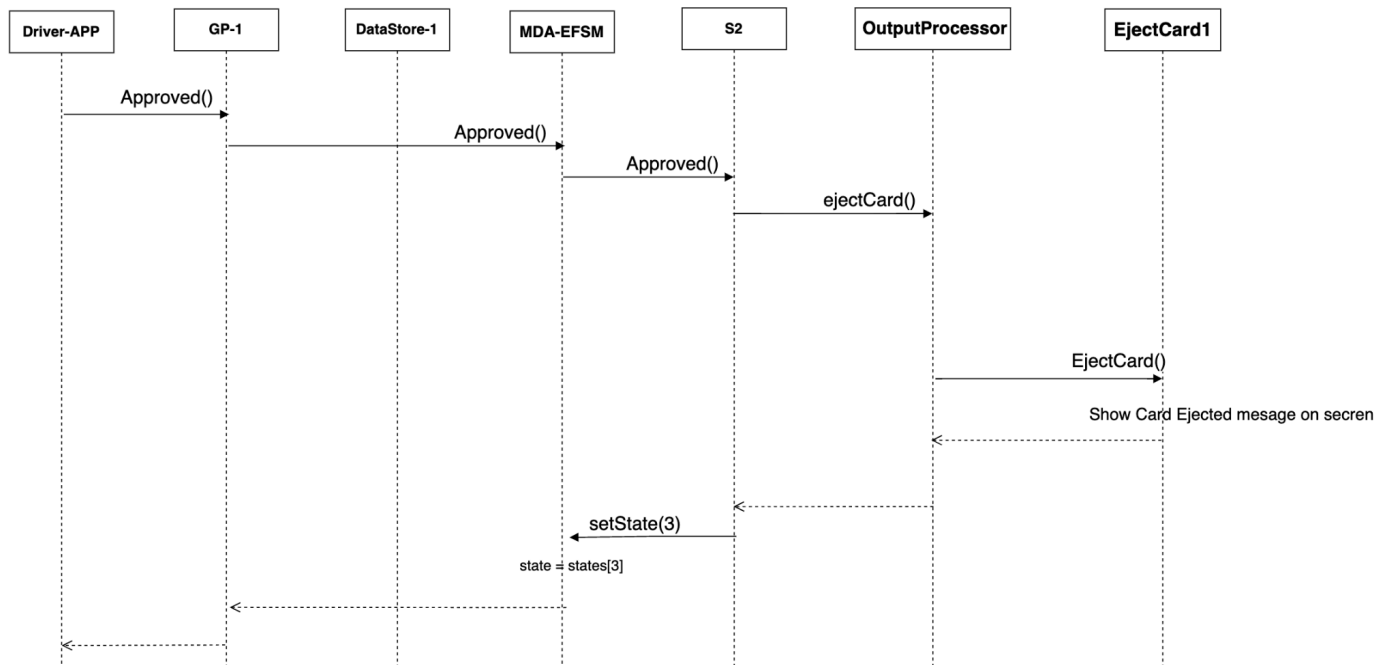 Driver-APP
GP-1
DataStore-1
MDA-EFSM
S2
OutputProcessor
EjectCard1
Approved()
Approved()
Approved()
ejectCard()
EjectCard()
Show Card Ejected mesage on secren
setState(3)
state = states[3]